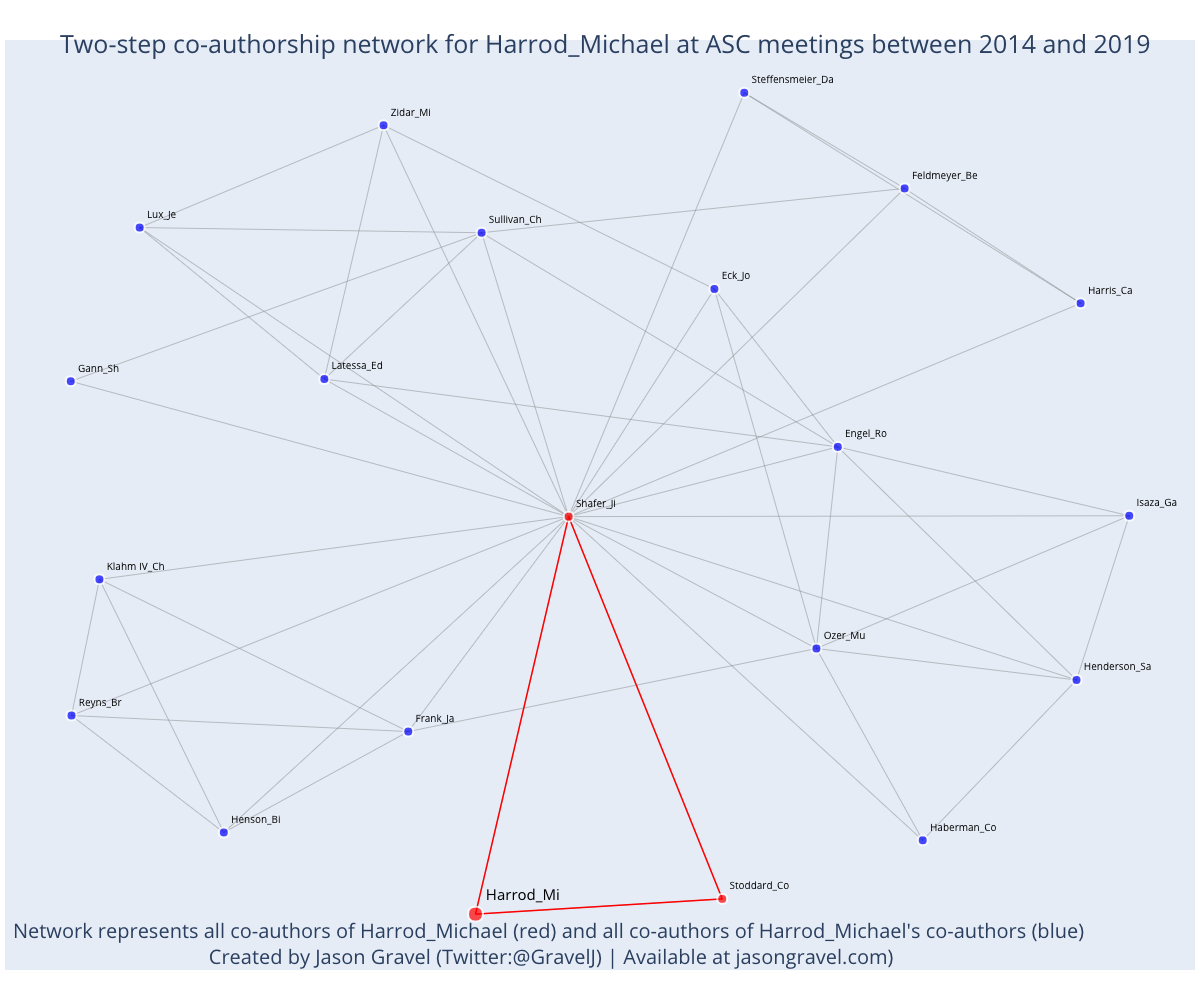 Two-step co-authorship network for Harrod_Michael at ASC meetings between 2014 and 2019
Steffensmeier_Da
Zidar_Mi
Feldmeyer_Be
Lux_Je
Sullivan_Ch
Eck_Jo
Harris_Ca
Gann_Sh
Latessa_Ed
Engel_Ro
Shafer_Ji
Isaza_Ga
Klahm IV_Ch
Ozer_Mu
Henderson_Sa
Reyns_Br
Frank_Ja
Henson_Bi
Haberman_Co
Stoddard_Co
Harrod_Mi
Network represents all co-authors of Harrod_Michael (red) and all co-authors of Harrod_Michael's co-authors (blue)
Created by Jason Gravel (Twitter:@GravelJ) | Available at jasongravel.com)